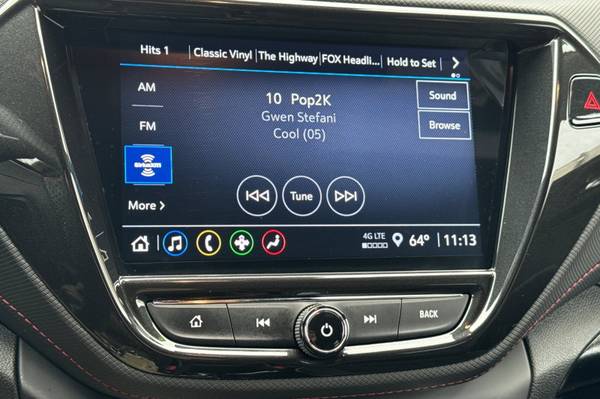 Hits 1 Classic Vinyl The Highway FOX Headli... Hold to Set
AM
10 Pop2K
Sound
Gwen Stefani
FM
Browse
Cool (05)
SiriusXM
More
Tune
4G LTE
64° 11:13
BACK